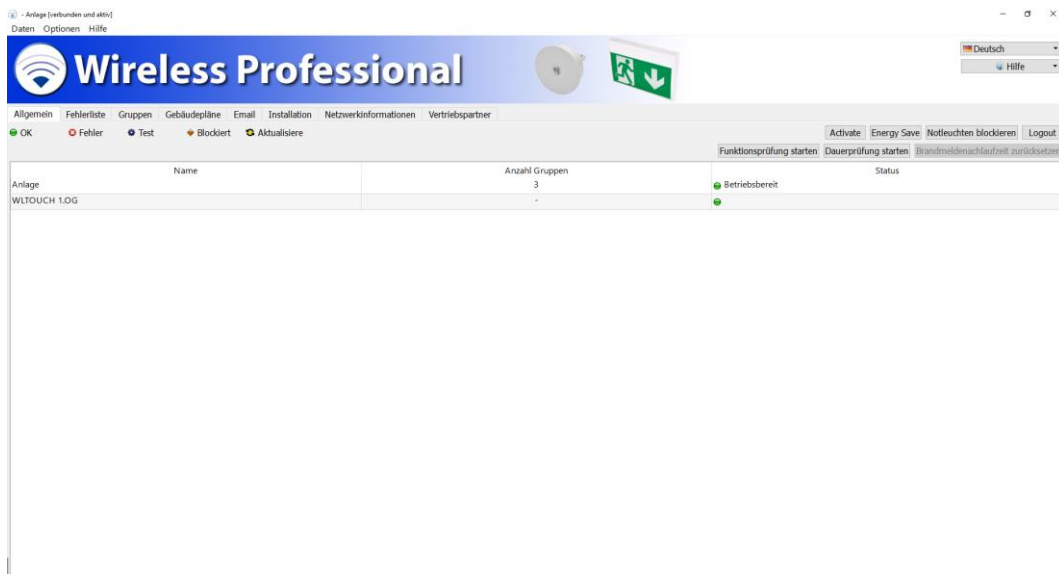 - Anlage [verbunden und aktiv]
Daten Optionen Hilfe
Wireless Professional
Deutsch
Hilfe
Allgemein Fehlerliste Gruppen Gebäudepläne Email Installation Netzwerkinformationen Vertriebspartner
OK Fehler Test Blockiert Aktualisiere
Activate Energy Save Notleuchten blockieren Logout
Funktionsprüfung starten Dauerprüfung starten Brandmeldenachlaufzeit zurücksetzen
Name Anzahl Gruppen Status
Anlage 3 Betriebsbereit
WLTOUCH 1.OG -